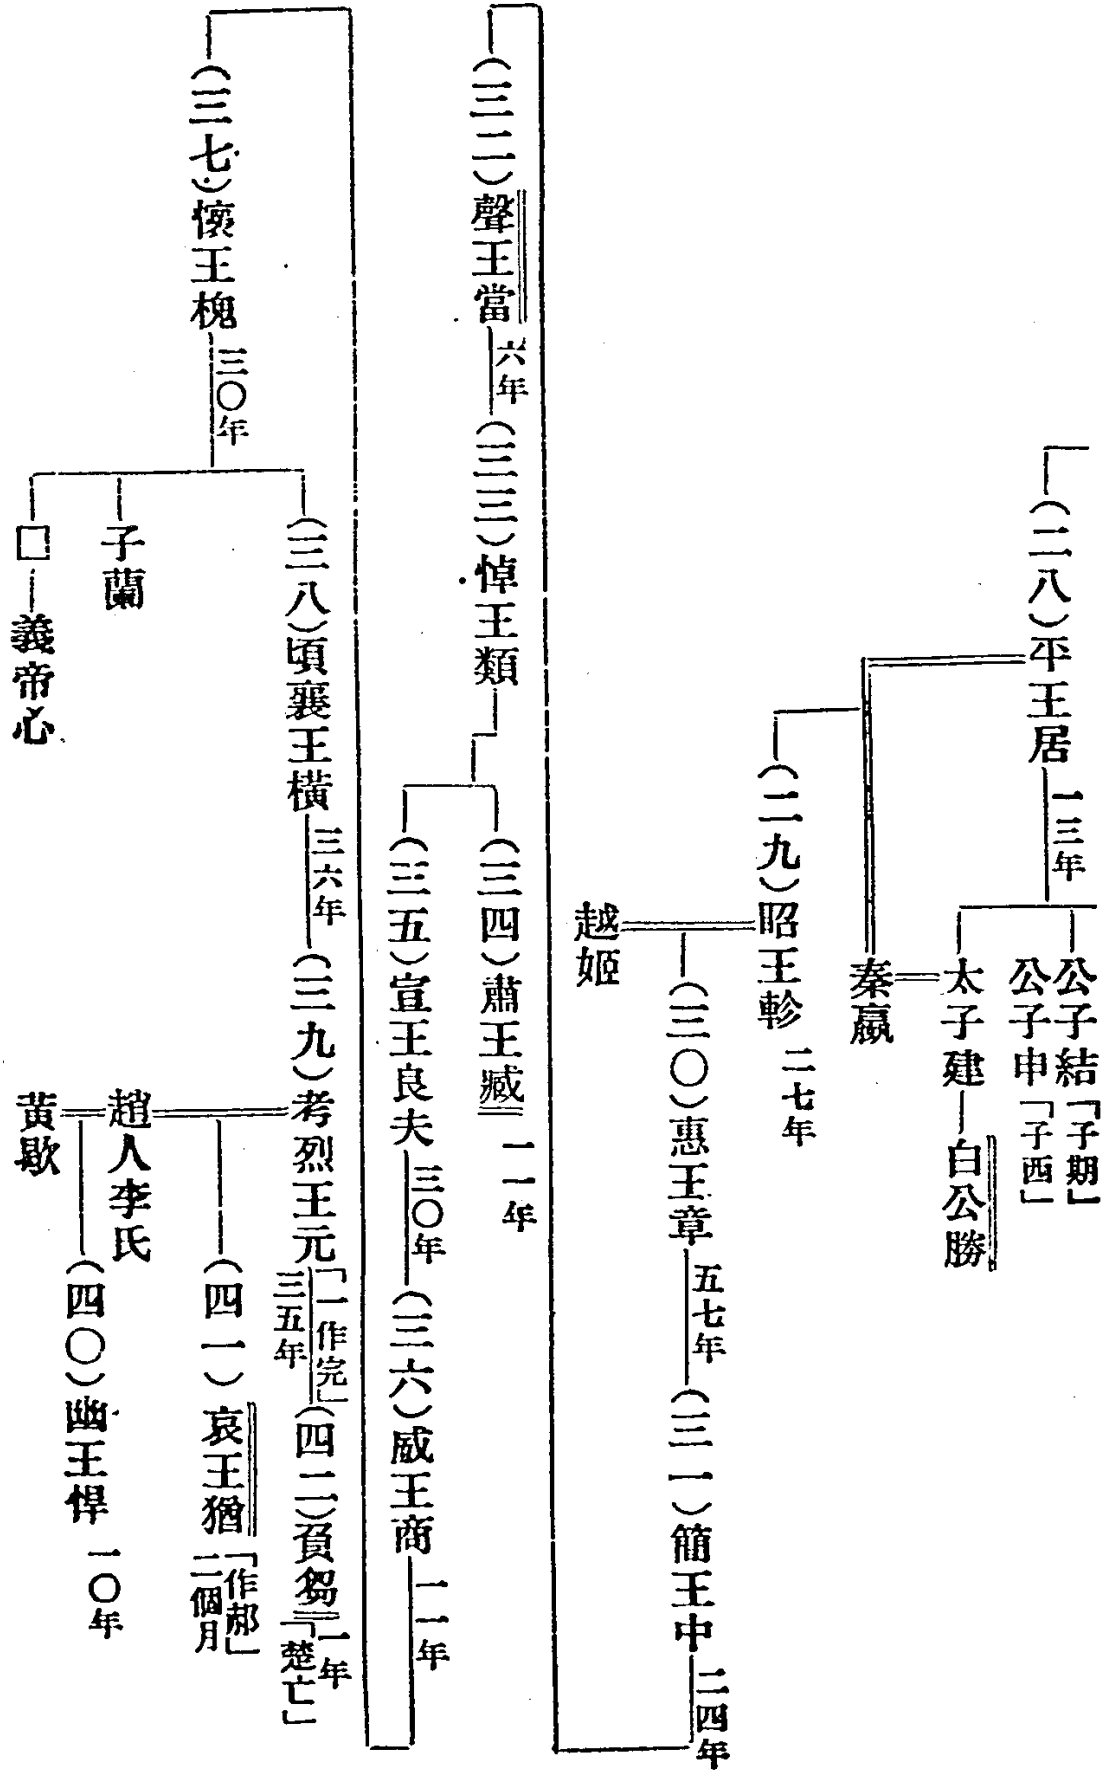 （二八）平王居
一三年
公子結「子期」
公子申「子西」
太子建
白公勝
秦嬴
（二九）昭王軫
二七年
越姬
（三〇）惠王章
五七年
（三一）簡王中
二四年
（三二）聲王當
六年
（三三）悼王類
（三四）肅王臧
一一年
（三五）宣王良夫
三〇年
（三六）威王商
一一年
（三七）懷王槐
三〇年
（三八）頃襄王橫
三六年
（三九）考烈王元
「一作完」
三五年
（四二）負芻
一年
「楚亡」
趙人李氏
（四一）哀王猶
「作郝」
二個月
黃歇
（四〇）幽王悍
一〇年
子蘭
□
義帝心